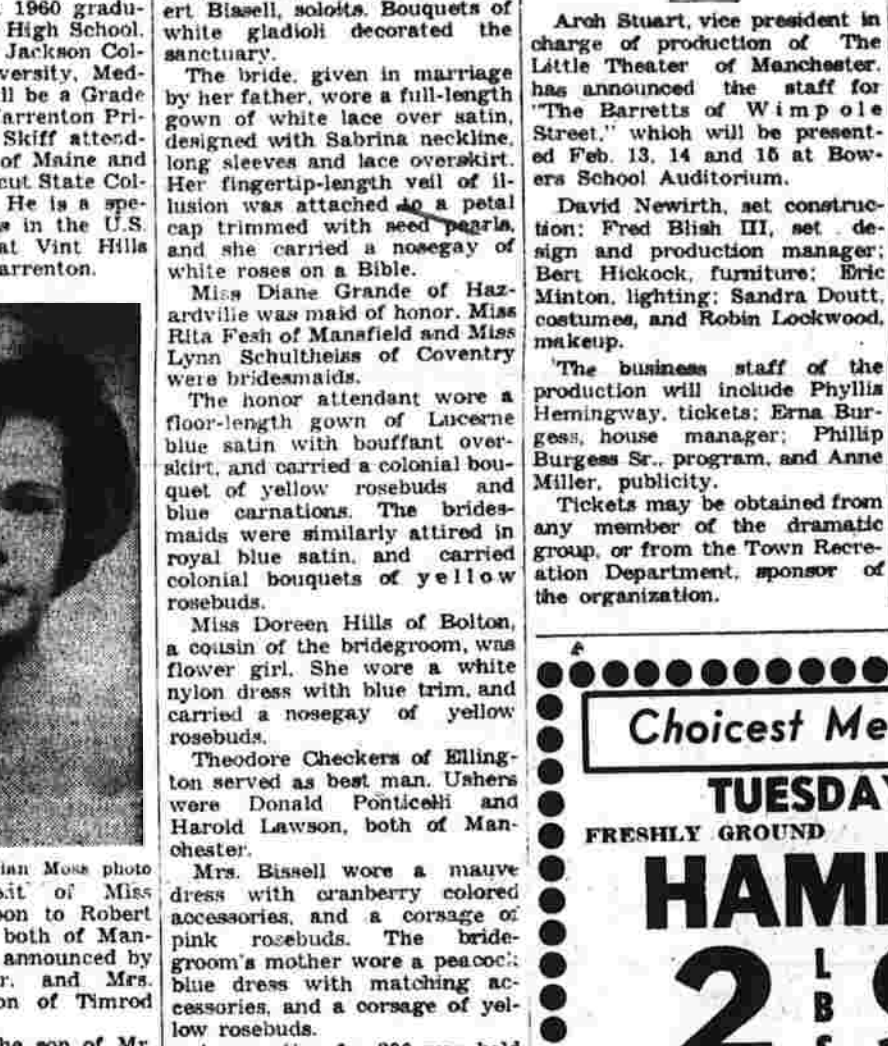 1960 gradu-
High School,
Jackson Col-
versity, Med-
ll be a Grade
arrenton Pri-
Skiff attend-
of Maine and
cut State Col-
He is a spe-
s in the U.S.
at Vint Hills
arrenton.
ian Moss photo
of Miss
oon to Robert
both of Man-
announced by
r. and Mrs.
on of Timrod
he son of Mr.
ert Bissell, soloits. Bouquets of
white gladioli decorated the
sanctuary.
The bride, given in marriage
by her father, wore a full-length
gown of white lace over satin,
designed with Sabrina neckline,
long sleeves and lace overskirt.
Her fingertip-length veil of il-
lusion was attached to a petal
cap trimmed with seed pearls,
and she carried a nosegay of
white roses on a Bible.
Miss Diane Grande of Haz-
ardville was maid of honor. Miss
Rita Fesh of Mansfield and Miss
Lynn Schultheiss of Coventry
were bridesmaids.
The honor attendant wore a
floor-length gown of Lucerne
blue satin with bouffant over-
skirt, and carried a colonial bou-
quet of yellow rosebuds and
blue carnations. The brides-
maids were similarly attired in
royal blue satin, and carried
colonial bouquets of yellow
rosebuds.
Miss Doreen Hills of Bolton,
a cousin of the bridegroom, was
flower girl. She wore a white
nylon dress with blue trim, and
carried a nosegay of yellow
rosebuds.
Theodore Checkers of Elling-
ton served as best man. Ushers
were Donald Ponticelli and
Harold Lawson, both of Man-
chester.
Mrs. Bissell wore a mauve
dress with cranberry colored
accessories, and a corsage of
pink rosebuds. The bride-
groom's mother wore a peacock
blue dress with matching ac-
cessories, and a corsage of yel-
low rosebuds.
Arch Stuart, vice president in
charge of production of The
Little Theater of Manchester,
has announced the staff for
"The Barretts of Wimpole
Street," which will be present-
ed Feb. 13, 14 and 15 at Bow-
ers School Auditorium.
David Newirth, set construc-
tion; Fred Blish III, set de-
sign and production manager;
Bert Hickock, furniture; Eric
Minton, lighting; Sandra Doutt,
costumes, and Robin Lockwood,
makeup.
The business staff of the
production will include Phyllis
Hemingway, tickets; Erna Bur-
gess, house manager; Phillip
Burgess Sr., program, and Anne
Miller, publicity.
Tickets may be obtained from
any member of the dramatic
group, or from the Town Recre-
ation Department, sponsor of
the organization.
Choicest Me
TUESDAY
FRESHLY GROUND
HAM
2 LBS